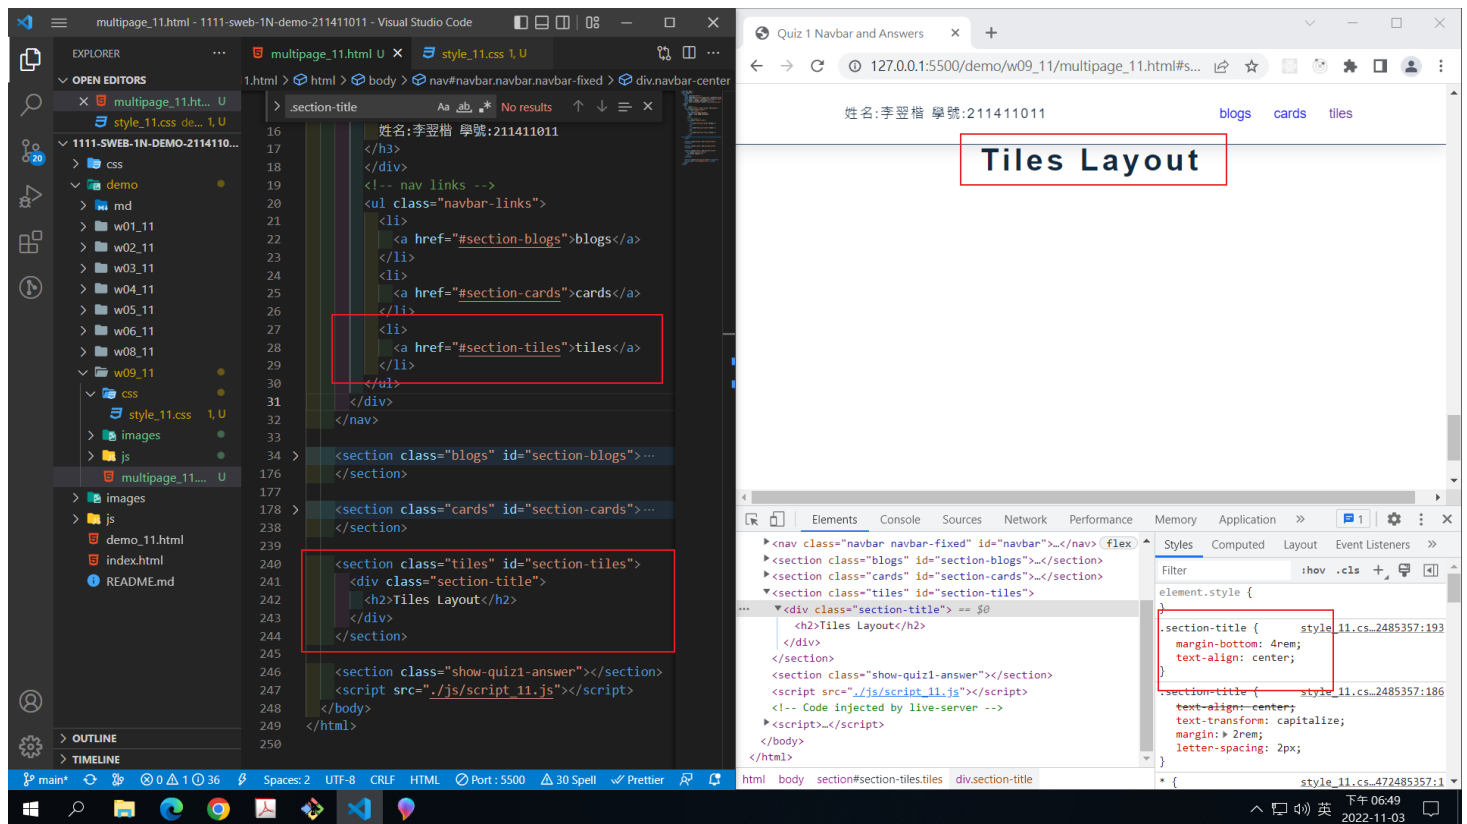 multipage_11.html - 1111-sweb-1N-demo-211411011 - Visual Studio Code
EXPLORER
OPEN EDITORS
multipage_11.ht... U
style_11.css de... 1, U
1111-SWEB-1N-DEMO-2114110...
css
demo
md
w01_11
w02_11
w03_11
w04_11
w05_11
w06_11
w08_11
w09_11
css
style_11.css 1, U
images
js
multipage_11.... U
images
js
demo_11.html
index.html
README.md
OUTLINE
TIMELINE
multipage_11.html U
style_11.css 1, U
1.html > html > body > nav#navbar.navbar.navbar-fixed > div.navbar-center
.section-title Aa ab No results
16 姓名:李翌楷 學號:211411011
17 </h3>
18 </div>
19 <!-- nav links -->
20 <ul class="navbar-links">
21 <li>
22 <a href="#section-blogs">blogs</a>
23 </li>
24 <li>
25 <a href="#section-cards">cards</a>
26 </li>
27 <li>
28 <a href="#section-tiles">tiles</a>
29 </li>
30 </ul>
31 </div>
32 </nav>
33
34 <section class="blogs" id="section-blogs">…
176 </section>
177
178 <section class="cards" id="section-cards">…
238 </section>
239
240 <section class="tiles" id="section-tiles">
241 <div class="section-title">
242 <h2>Tiles Layout</h2>
243 </div>
244 </section>
245
246 <section class="show-quiz1-answer"></section>
247 <script src="./js/script_11.js"></script>
248 </body>
249 </html>
250
main* 0 1 36 Spaces: 2 UTF-8 CRLF HTML Port : 5500 30 Spell Prettier
Quiz 1 Navbar and Answers
127.0.0.1:5500/demo/w09_11/multipage_11.html#s...
姓名:李翌楷 學號:211411011 blogs cards tiles
Tiles Layout
Elements Console Sources Network Performance Memory Application » 1
<nav class="navbar navbar-fixed" id="navbar">…</nav> flex
<section class="blogs" id="section-blogs">…</section>
<section class="cards" id="section-cards">…</section>
<section class="tiles" id="section-tiles">
<div class="section-title"> == $0
<h2>Tiles Layout</h2>
</div>
</section>
<section class="show-quiz1-answer"></section>
<script src="./js/script_11.js"></script>
<!-- Code injected by live-server -->
<script>…</script>
</body>
</html>
html body section#section-tiles.tiles div.section-title
Styles Computed Layout Event Listeners »
Filter :hov .cls +
element.style {
}
.section-title { style_11.cs…2485357:193
margin-bottom: 4rem;
text-align: center;
}
.section-title { style_11.cs…2485357:186
text-align: center;
text-transform: capitalize;
margin: 2rem;
letter-spacing: 2px;
}
* { style_11.cs…472485357:1
英 下午 06:49
2022-11-03